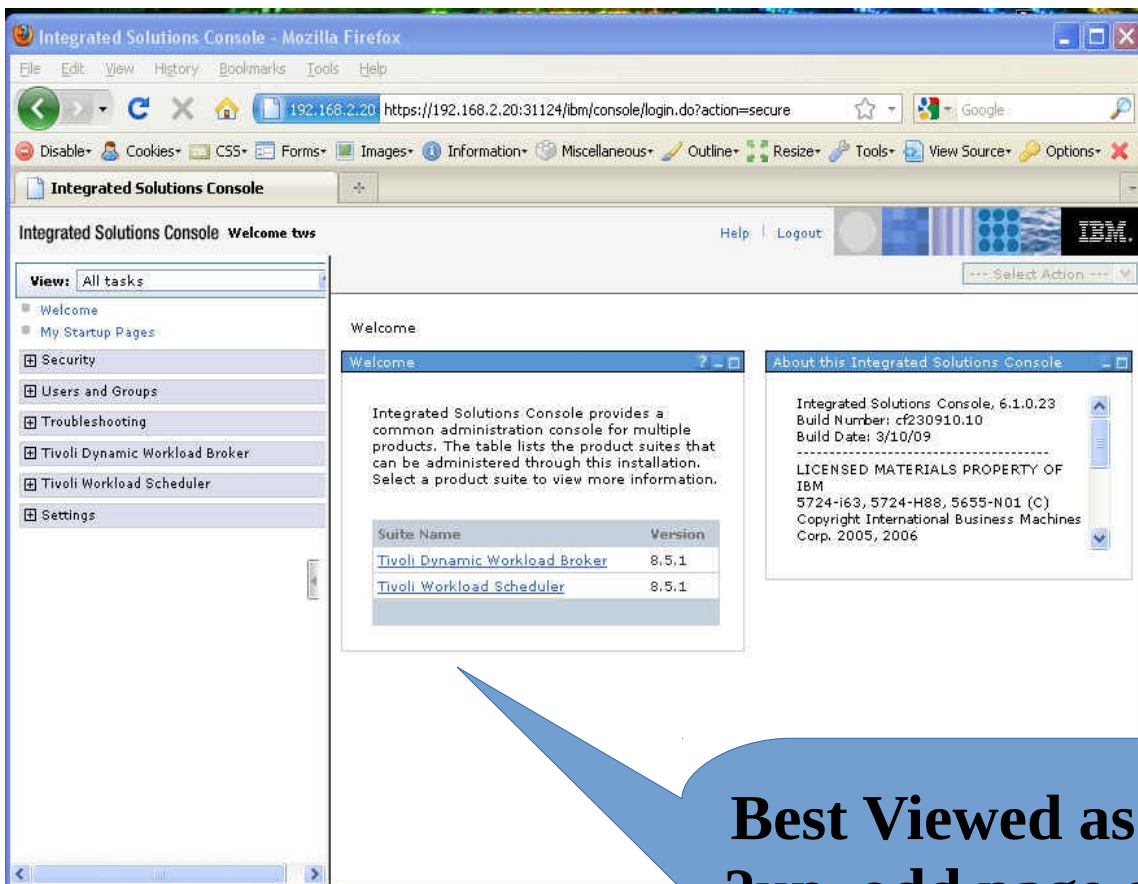 Integrated Solutions Console - Mozilla Firefox
File Edit View History Bookmarks Tools Help
192.168.2.20 https://192.168.2.20:31124/ibm/console/login.do?action=secure Google
Disable Cookies CSS Forms Images Information Miscellaneous Outline Resize Tools View Source Options
Integrated Solutions Console
Integrated Solutions Console Welcome tws Help Logout IBM.
View: All tasks --- Select Action ---
Welcome
My Startup Pages
Security
Users and Groups
Troubleshooting
Tivoli Dynamic Workload Broker
Tivoli Workload Scheduler
Settings
Welcome
Welcome ?
Integrated Solutions Console provides a
common administration console for multiple
products. The table lists the product suites that
can be administered through this installation.
Select a product suite to view more information.
Suite Name Version
Tivoli Dynamic Workload Broker 8.5.1
Tivoli Workload Scheduler 8.5.1
About this Integrated Solutions Console
Integrated Solutions Console, 6.1.0.23
Build Number: cf230910.10
Build Date: 3/10/09
----------------------------------------
LICENSED MATERIALS PROPERTY OF
IBM
5724-i63, 5724-H88, 5655-N01 (C)
Copyright International Business Machines
Corp. 2005, 2006
Best Viewed as